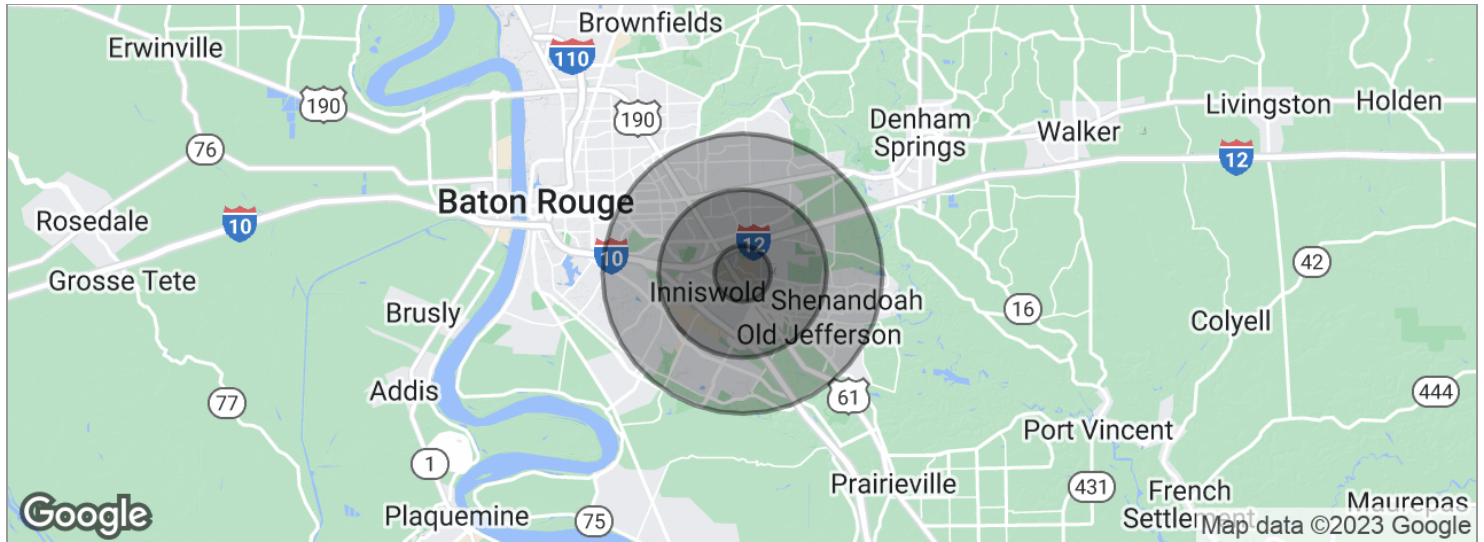 Brownfields
Erwinville
110
190
190
Livingston
Holden
Denham
Springs
Walker
76
12
Baton Rouge
Rosedale
10
12
10
42
Grosse Tete
Inniswold
Shenandoah
16
Brusly
Colyell
Old Jefferson
Addis
77
61
444
Port Vincent
1
Prairieville
431
French
Settlement
Maurepas
Google
Plaquemine
75
Map data ©2023 Google